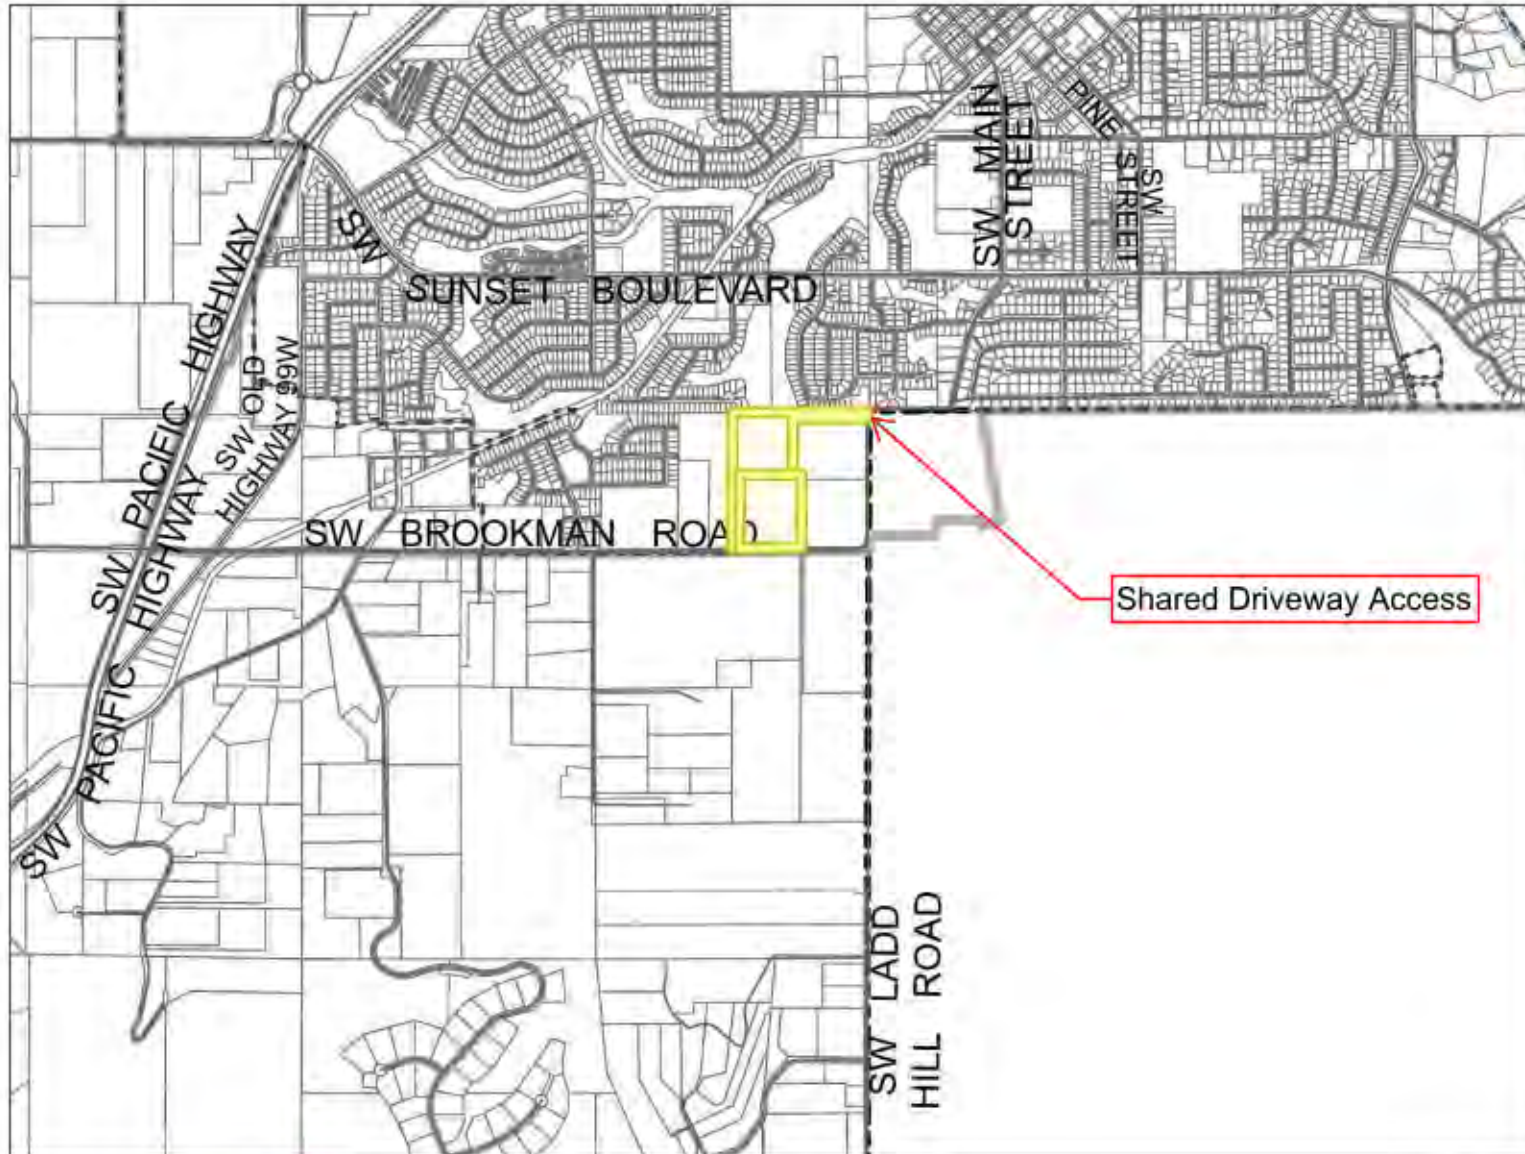 SW MAIN
STREET
PINE
STREET
SW
SW
SUNSET BOULEVARD
SW PACIFIC HIGHWAY
SW OLD
HIGHWAY 99W
SW BROOKMAN ROAD
SW PACIFIC
HIGHWAY
Shared Driveway Access
SW LADD
HILL ROAD